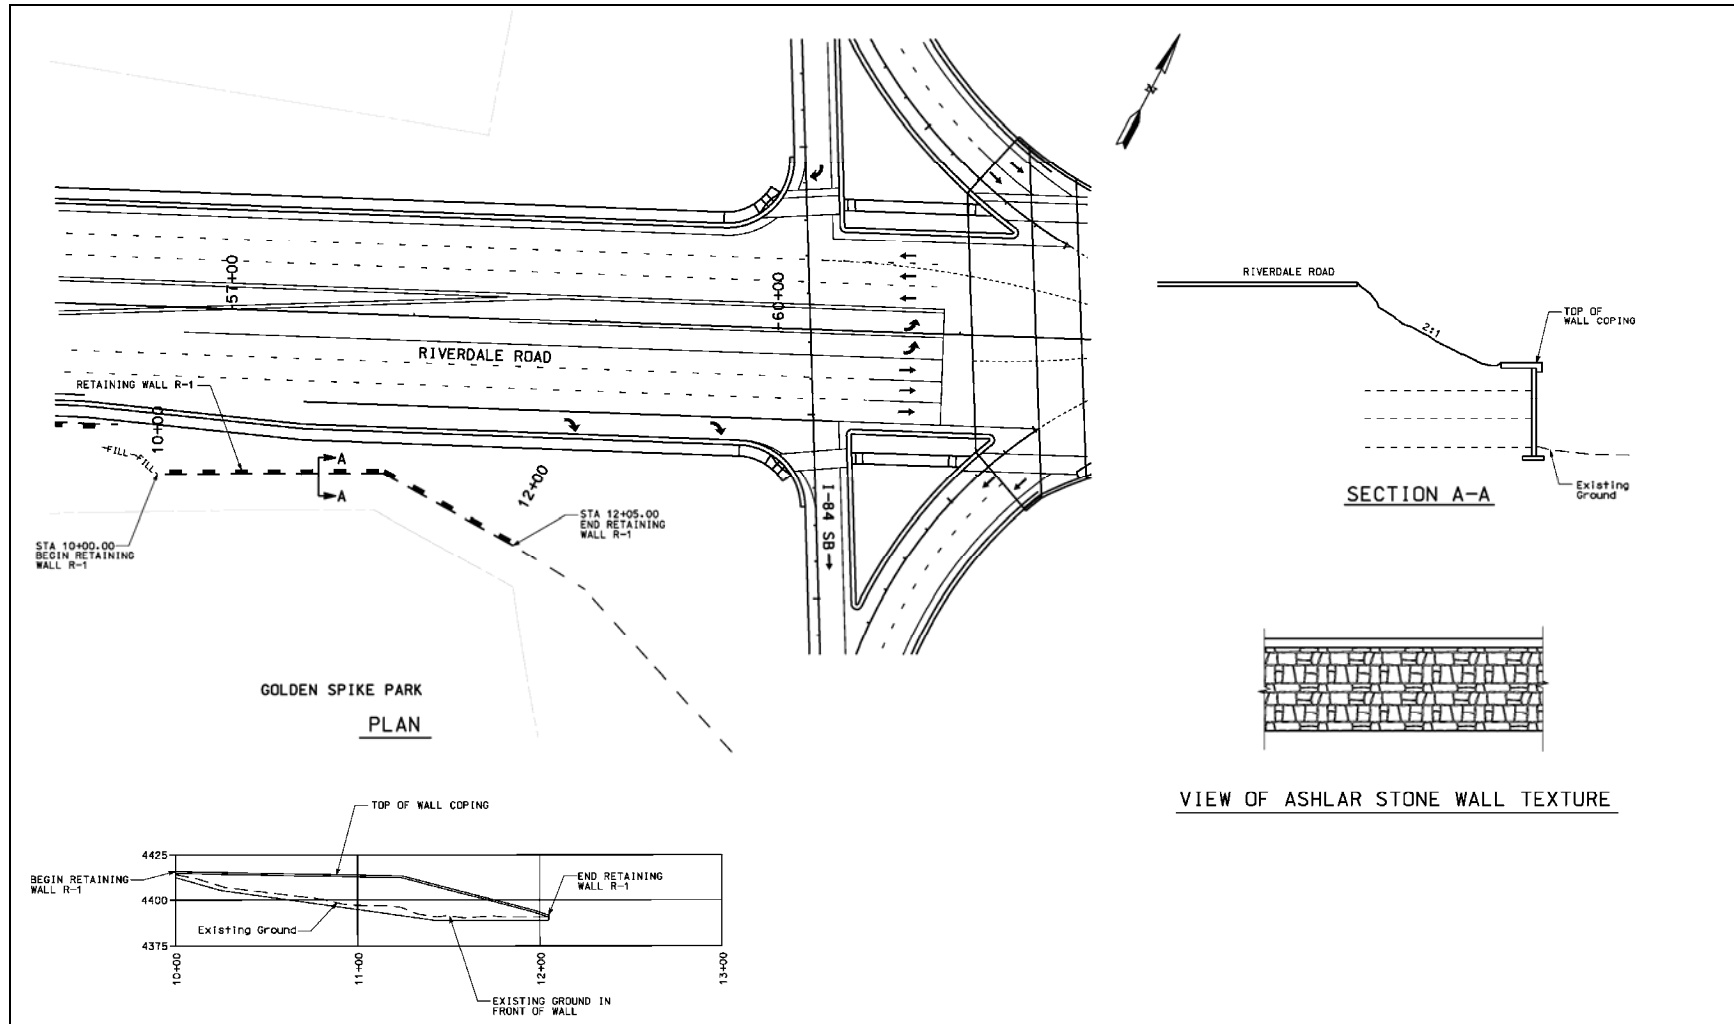 57+00
60+00
RIVERDALE ROAD
RETAINING WALL R-1
10+00
FILL
FILL
A
A
12+00
STA 12+05.00
END RETAINING
WALL R-1
STA 10+00.00
BEGIN RETAINING
WALL R-1
I-84 SB
GOLDEN SPIKE PARK
PLAN
N
RIVERDALE ROAD
2:1
TOP OF
WALL COPING
Existing
Ground
SECTION A-A
VIEW OF ASHLAR STONE WALL TEXTURE
TOP OF WALL COPING
4425
4400
4375
BEGIN RETAINING
WALL R-1
END RETAINING
WALL R-1
Existing Ground
10+00
11+00
12+00
13+00
EXISTING GROUND IN
FRONT OF WALL